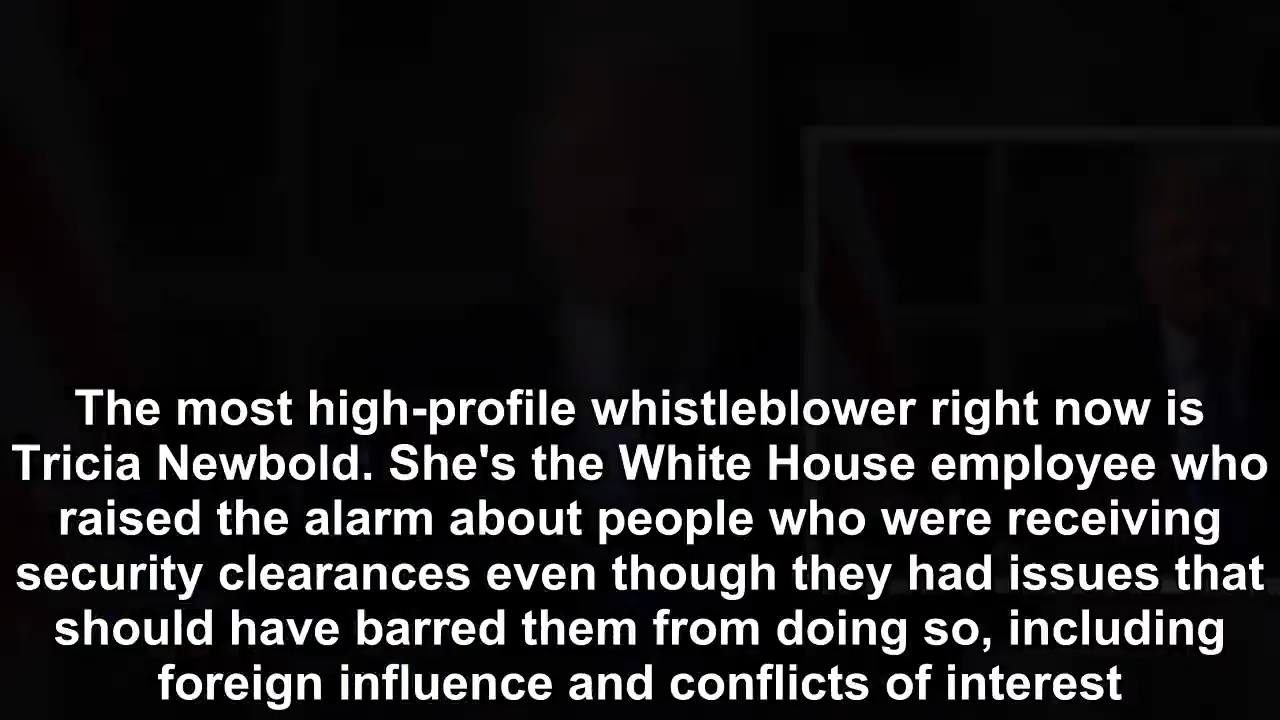 The most high-profile whistleblower right now is
Tricia Newbold. She's the White House employee who
raised the alarm about people who were receiving
security clearances even though they had issues that
should have barred them from doing so, including
foreign influence and conflicts of interest